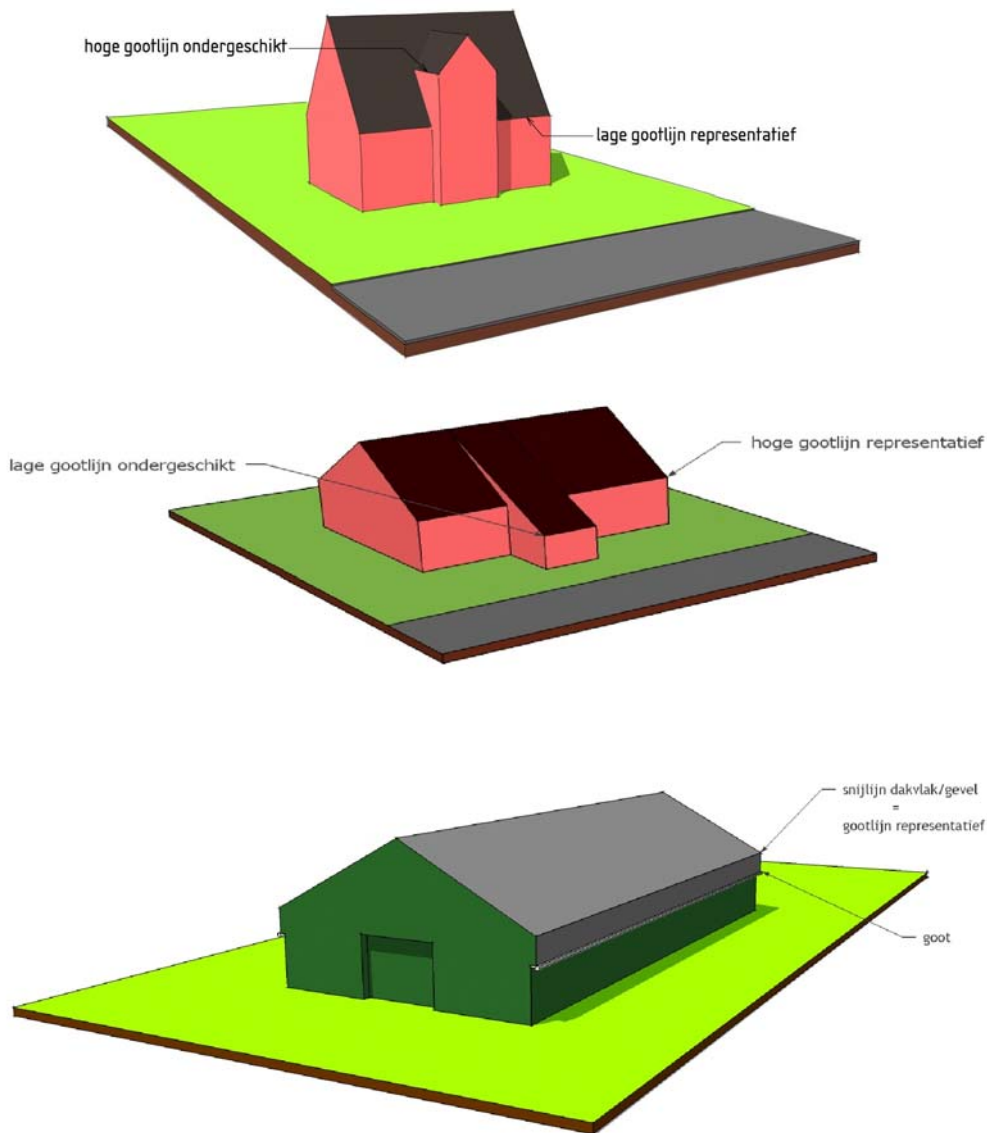 hoge gootlijn ondergeschikt
lage gootlijn representatief
hoge gootlijn representatief
lage gootlijn ondergeschikt
snijlijn dakvlak/gevel
=
gootlijn representatief
goot